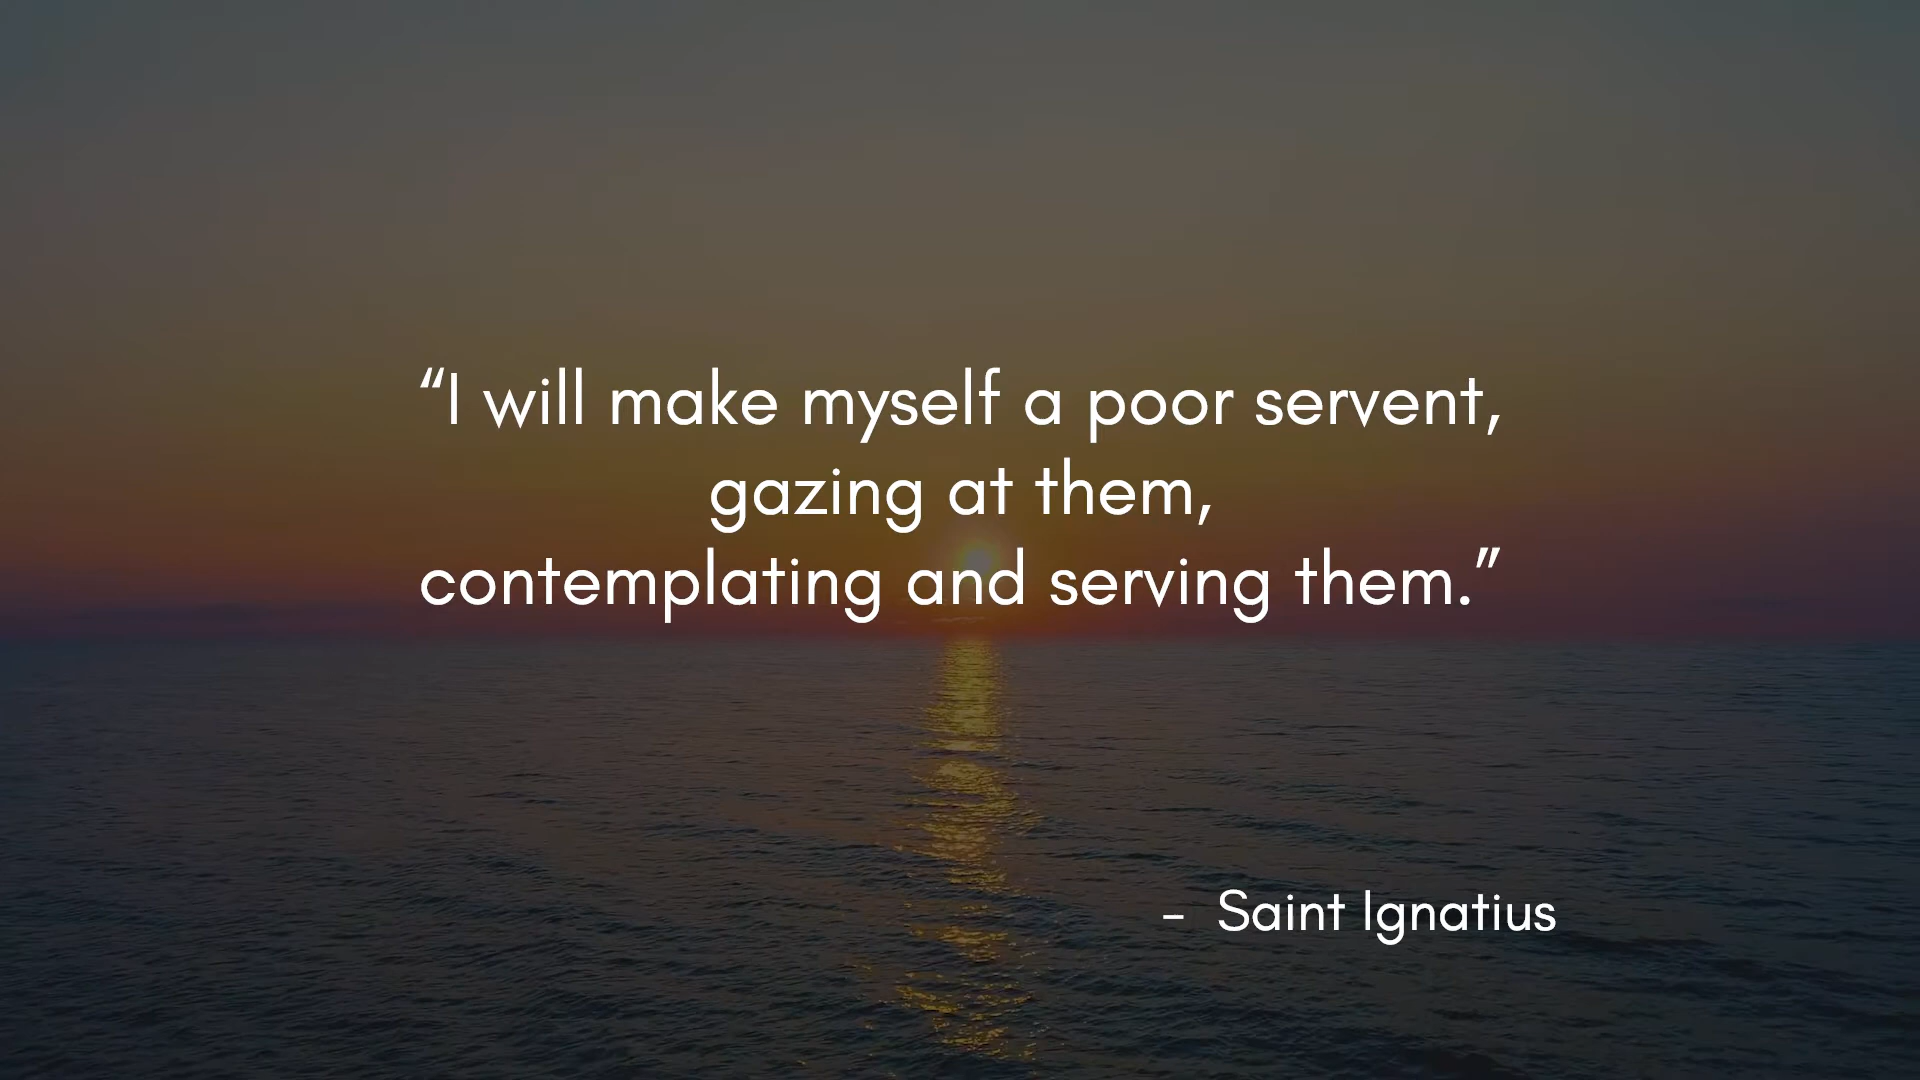 “I will make myself a poor servent,
gazing at them,
contemplating and serving them.”
- Saint Ignatius